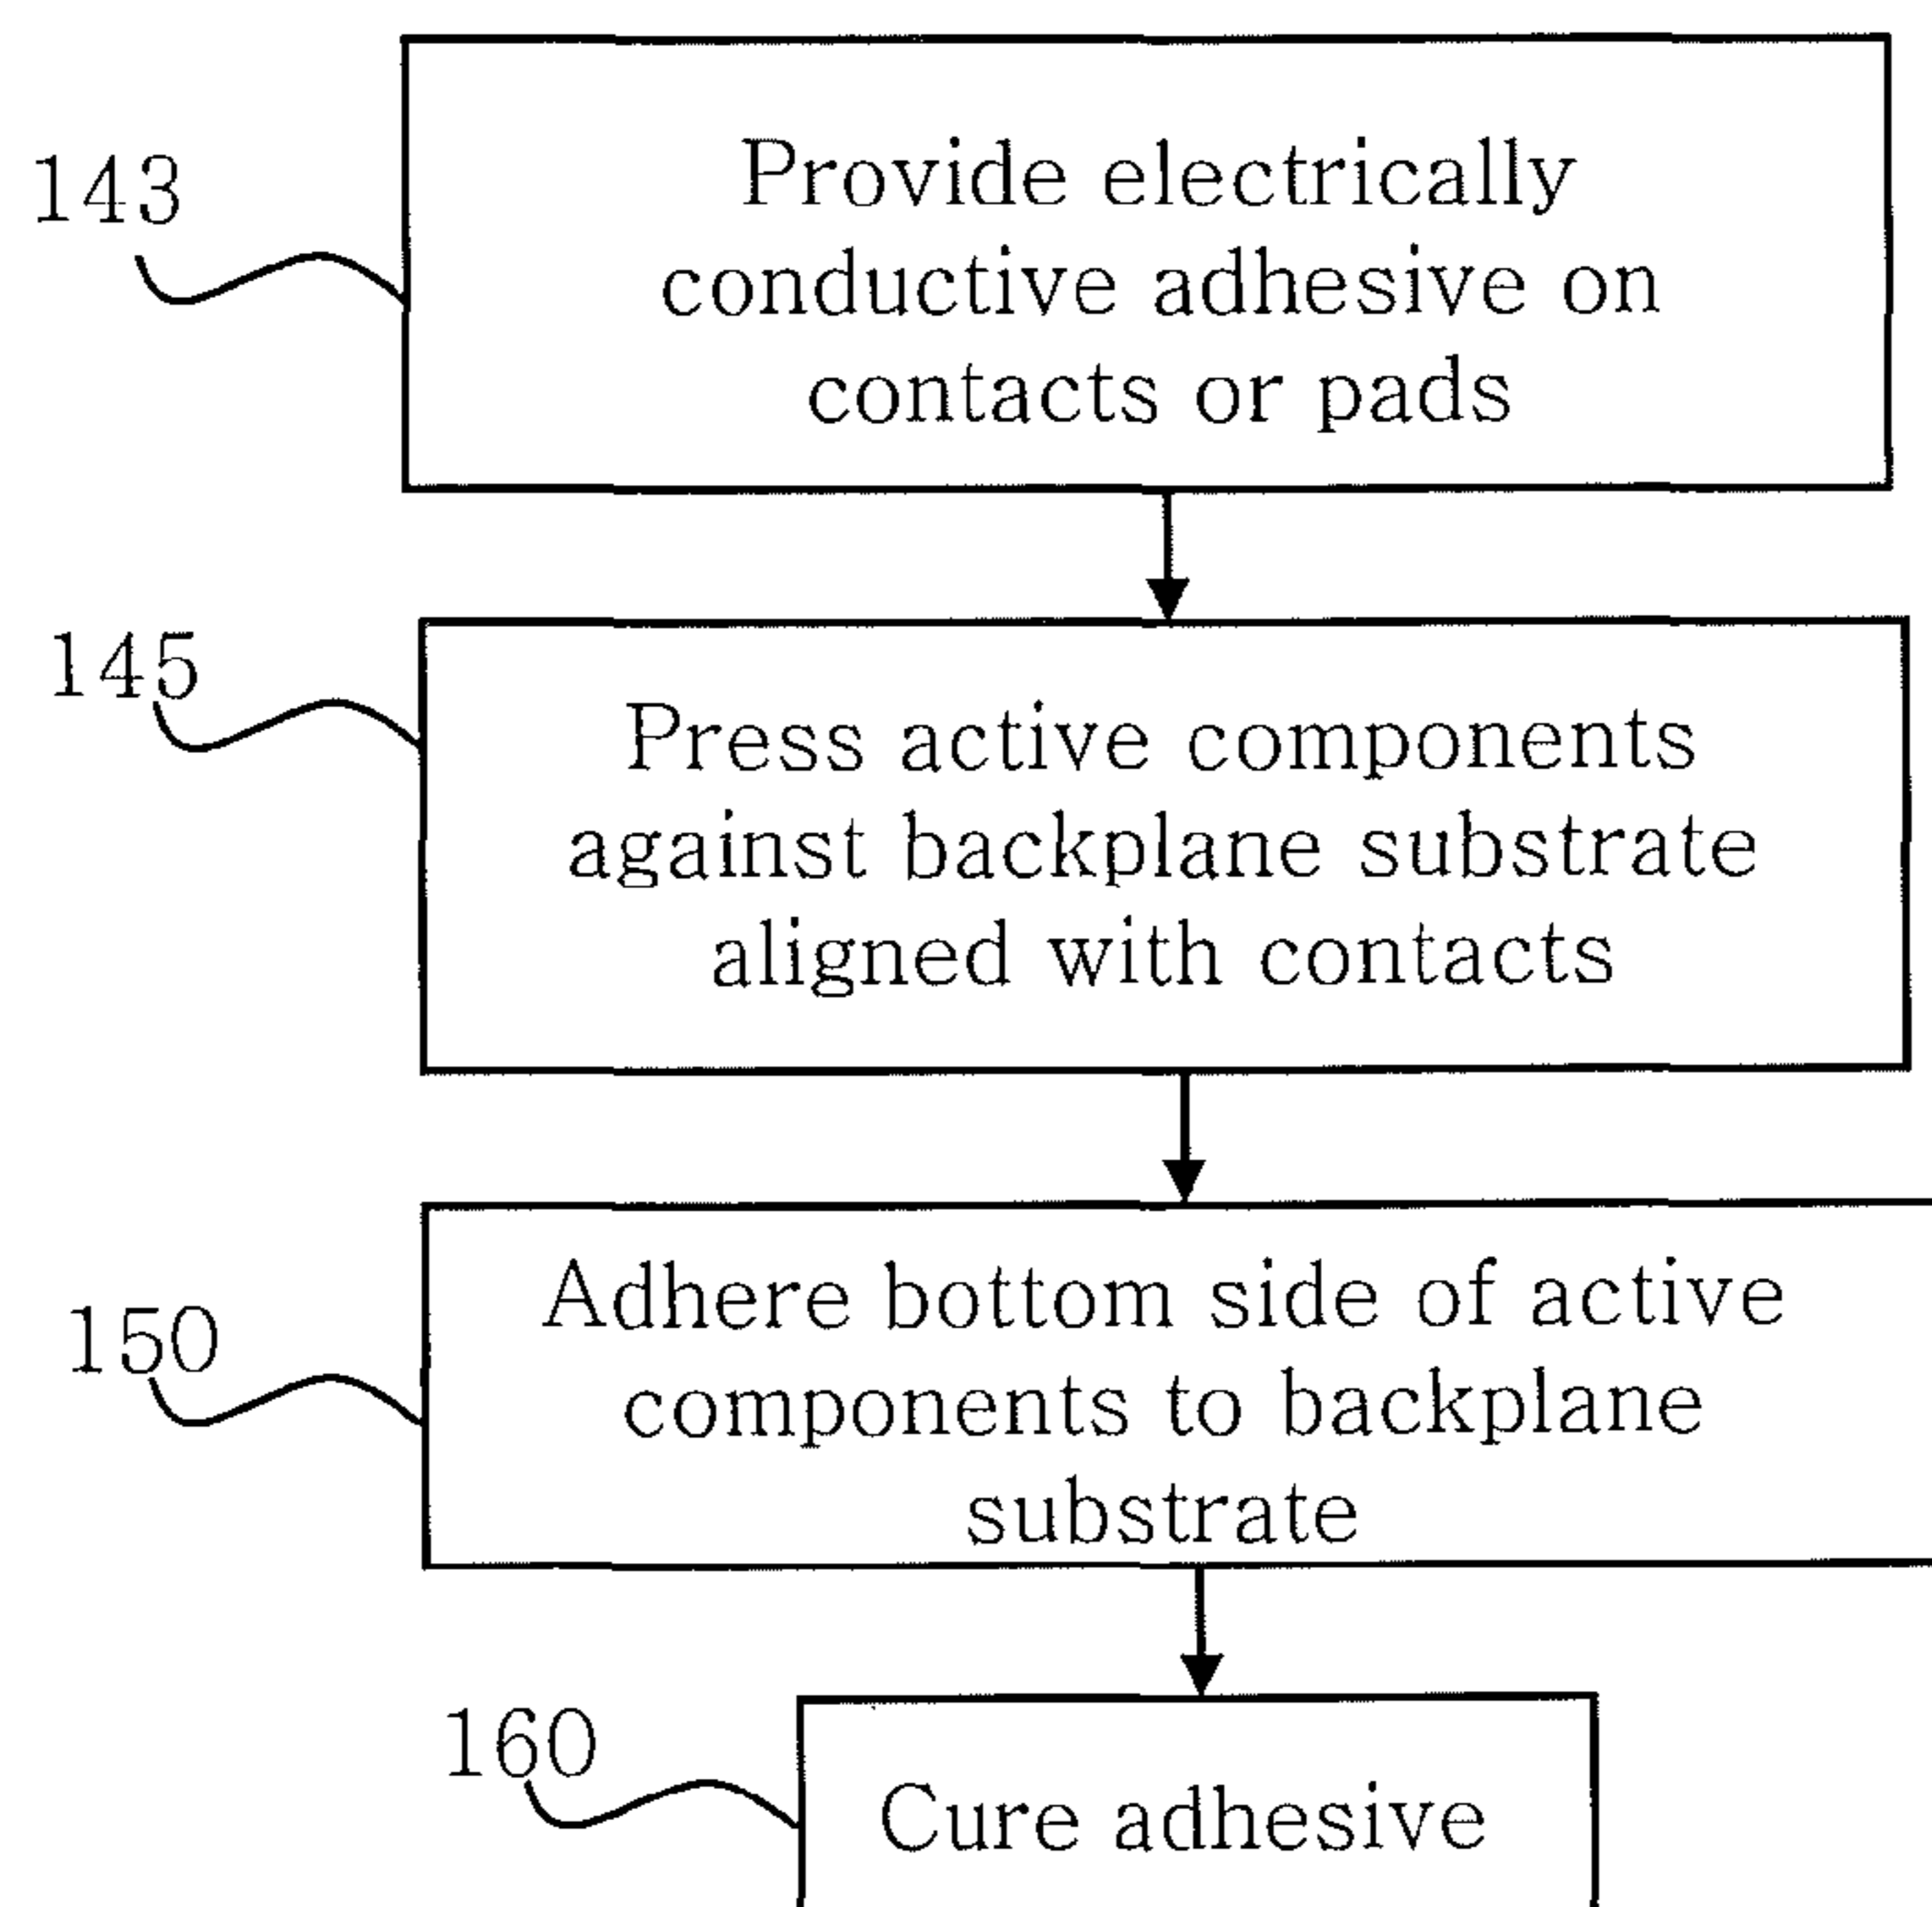 143
Provide electrically
conductive adhesive on
contacts or pads
145
Press active components
against backplane substrate
aligned with contacts
150
Adhere bottom side of active
components to backplane
substrate
160
Cure adhesive